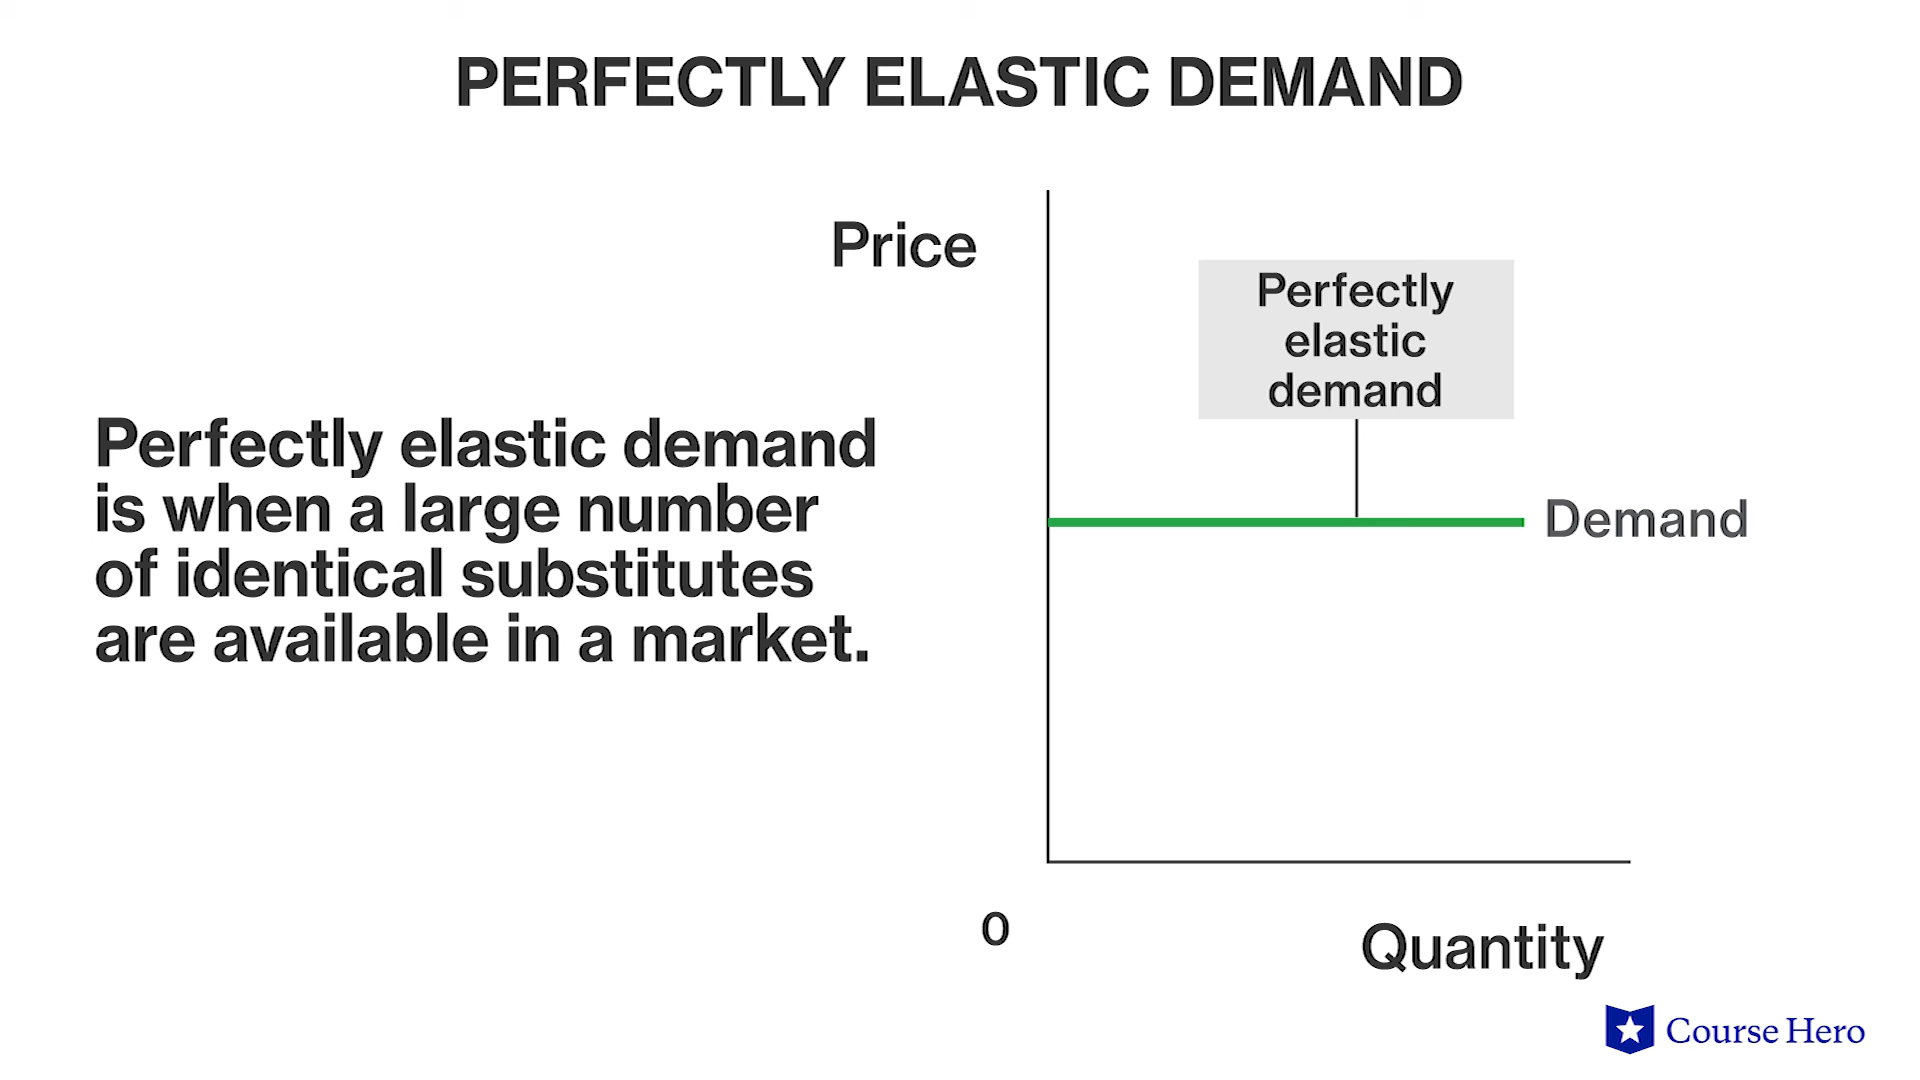 PERFECTLY ELASTIC DEMAND
Perfectly elastic demand
is when a large number
of identical substitutes
are available in a market.
Price
Perfectly
elastic
demand
Demand
0
Quantity
Course Hero